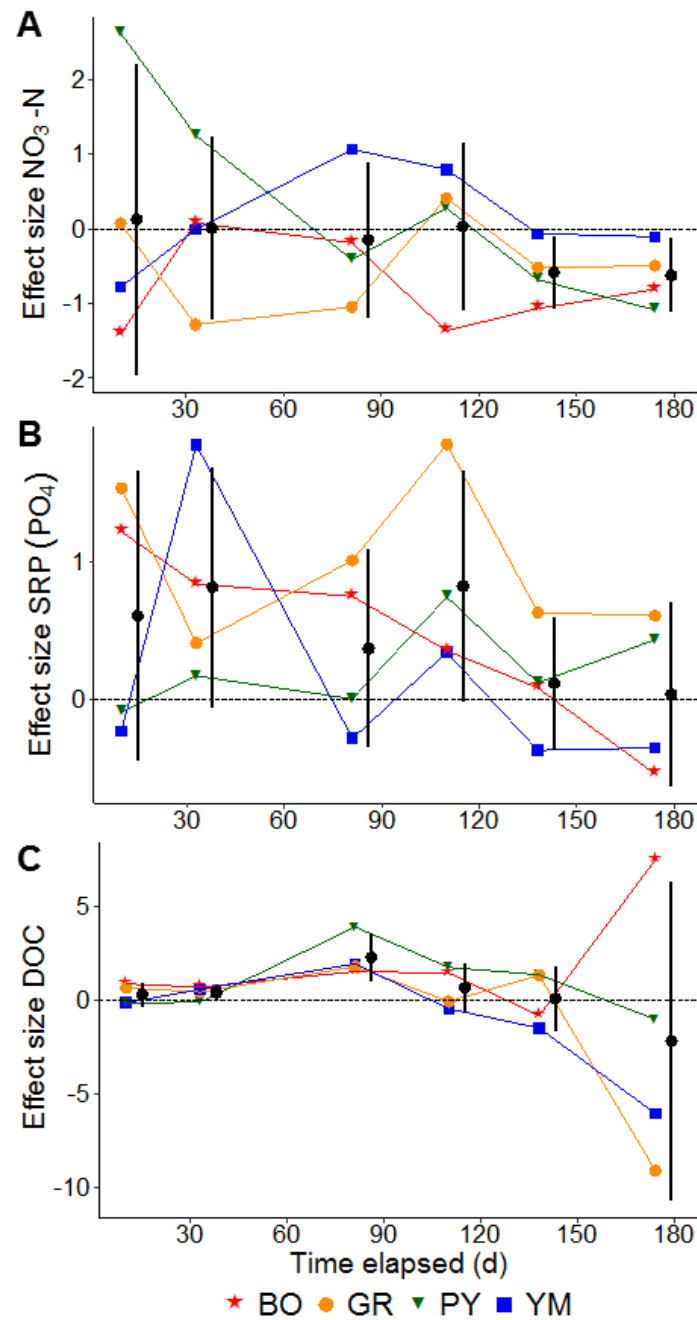 A
Effect size NO₃ -N
2
1
0
-1
-2
30 60 90 120 150 180
B
Effect size SRP (PO₄)
1
0
30 60 90 120 150 180
C
Effect size DOC
5
0
-5
-10
30 60 90 120 150 180
Time elapsed (d)
BO GR PY YM